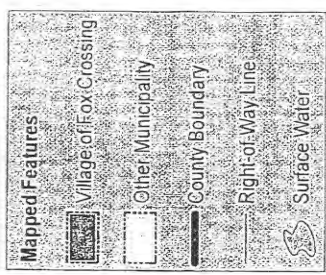 Mapped Features
Village of Fox Crossing
Other Municipality
County Boundary
Right-of-Way Line
Surface Water